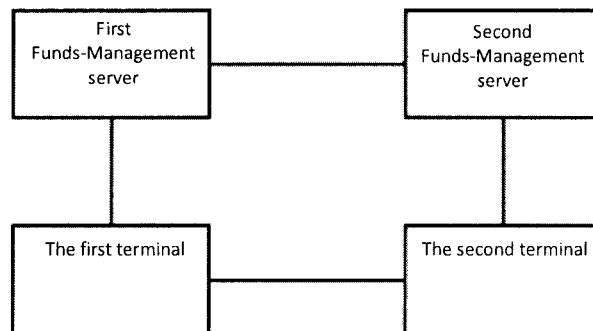 First
Funds-Management
server
Second
Funds-Management
server
The first terminal
The second terminal